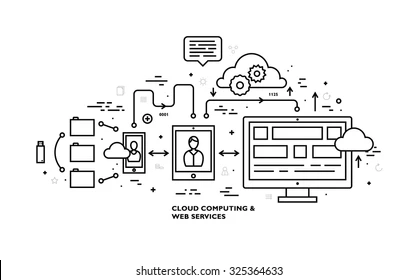 1125
0001
CLOUD COMPUTING &
WEB SERVICES
shutterstock.com · 325364633